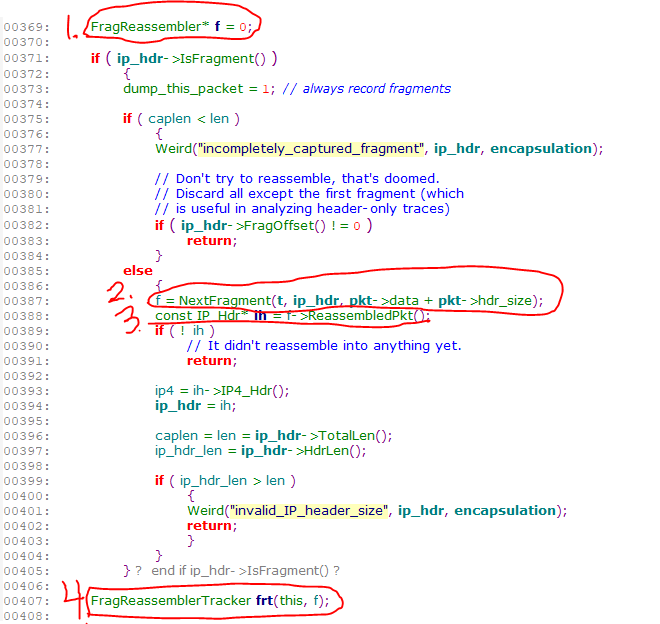 00369: 1. FragReassembler* f = 0;
00370:
00371: if ( ip_hdr->IsFragment() )
00372: {
00373: dump_this_packet = 1; // always record fragments
00374:
00375: if ( caplen < len )
00376: {
00377: Weird("incompletely_captured_fragment", ip_hdr, encapsulation);
00378:
00379: // Don't try to reassemble, that's doomed.
00380: // Discard all except the first fragment (which
00381: // is useful in analyzing header-only traces)
00382: if ( ip_hdr->FragOffset() != 0 )
00383: return;
00384: }
00385: else
00386: {
00387: 2. f = NextFragment(t, ip_hdr, pkt->data + pkt->hdr_size);
00388: 3. const IP_Hdr* ih = f->ReassembledPkt();
00389: if ( ! ih )
00390: // It didn't reassemble into anything yet.
00391: return;
00392:
00393: ip4 = ih->IP4_Hdr();
00394: ip_hdr = ih;
00395:
00396: caplen = len = ip_hdr->TotalLen();
00397: ip_hdr_len = ip_hdr->HdrLen();
00398:
00399: if ( ip_hdr_len > len )
00400: {
00401: Weird("invalid_IP_header_size", ip_hdr, encapsulation);
00402: return;
00403: }
00404: }
00405: } ? end if ip_hdr->IsFragment() ?
00406:
00407: 4 FragReassemblerTracker frt(this, f);
00408: